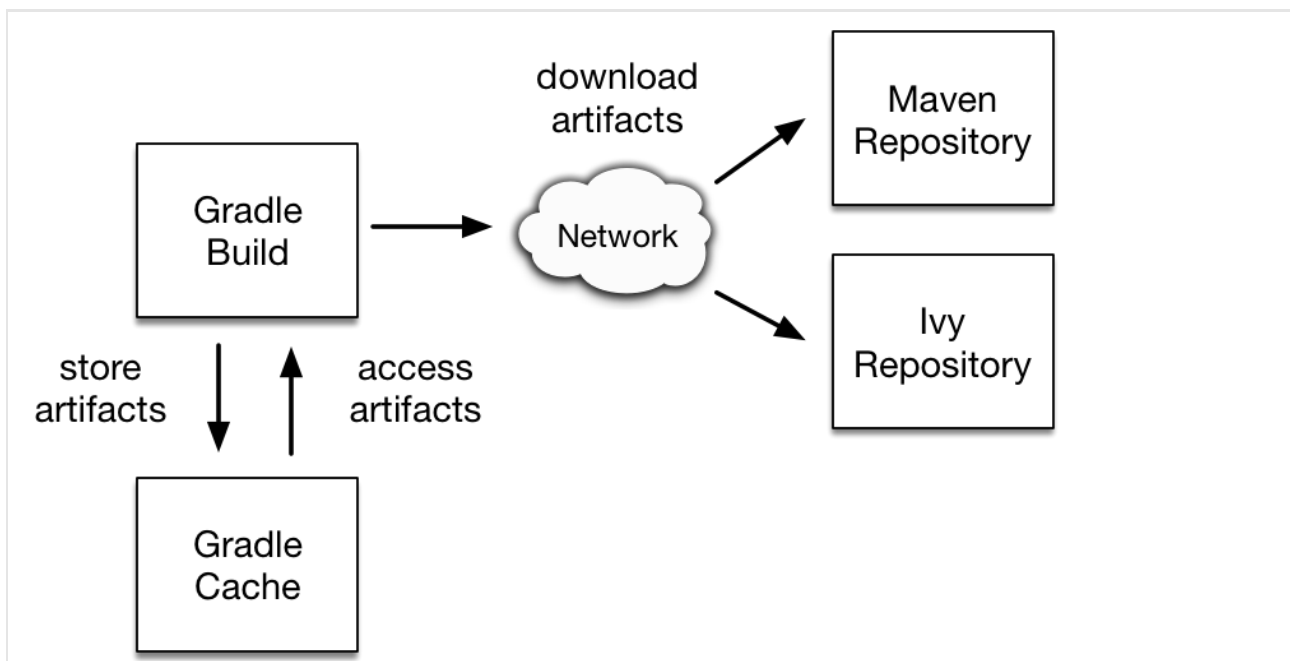 download
artifacts
Maven
Repository
Gradle
Build
Network
Ivy
Repository
store
artifacts
access
artifacts
Gradle
Cache